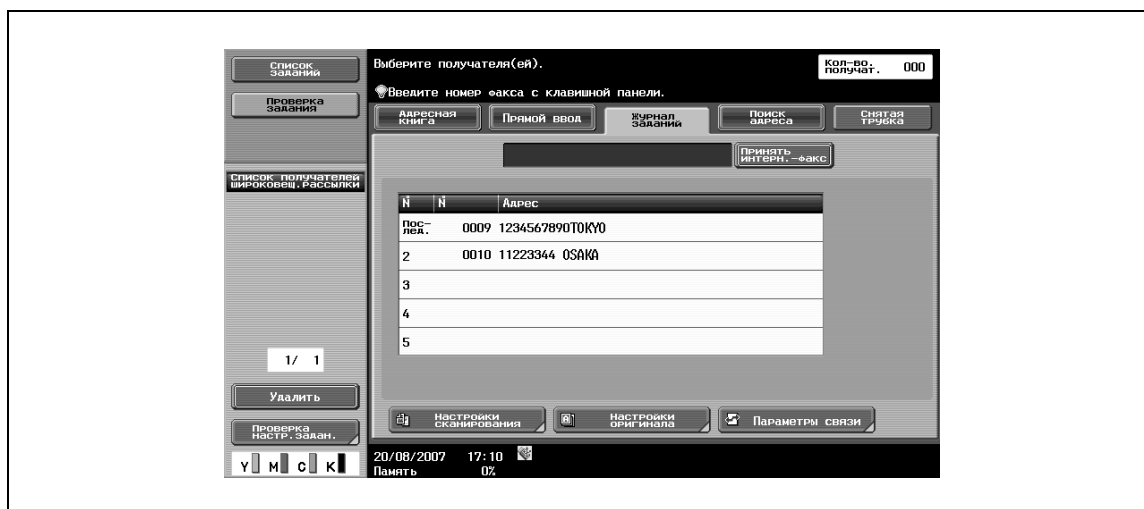 Список
заданий
Проверка
задания
Список получателей
широковещ.рассылки
1/ 1
Удалить
Проверка
настр.задан.
Y M C K
Выберите получателя(ей).
Кол-во.
получат. 000
Введите номер факса с клавишной панели.
Адресная
книга
Прямой ввод
Журнал
заданий
Поиск
адреса
Снятая
трубка
Принять
интерн.-факс
N N Адрес
Пос-
лед. 0009 1234567890TOKYO
2 0010 11223344 OSAKA
3
4
5
Настройки
сканирования
Настройки
оригинала
Параметры связи
20/08/2007 17:10
Память 0%